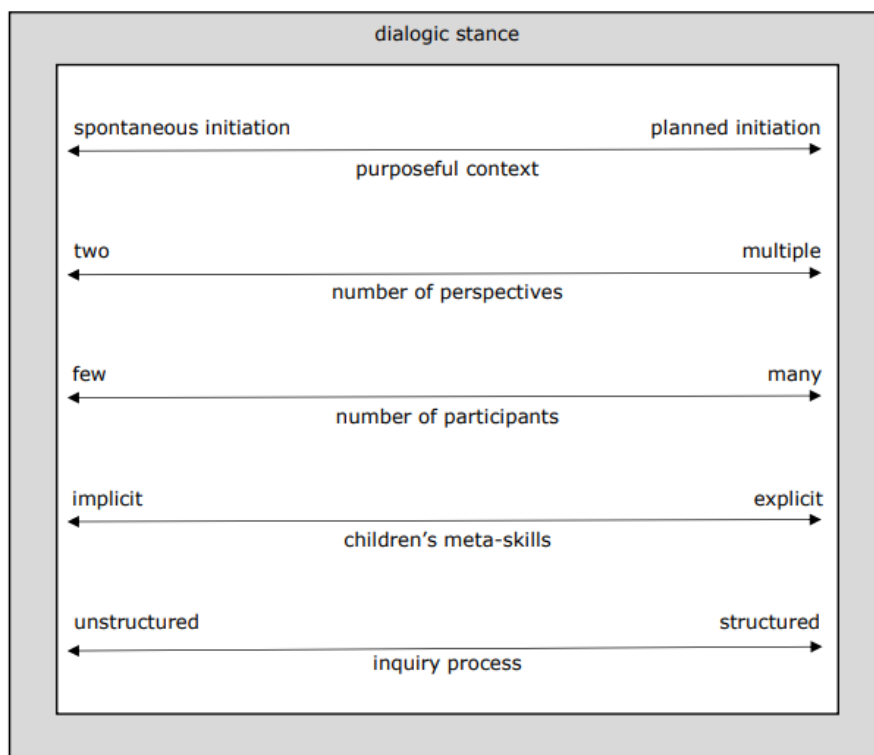 dialogic stance
spontaneous initiation planned initiation
purposeful context
two multiple
number of perspectives
few many
number of participants
implicit explicit
children's meta-skills
unstructured structured
inquiry process